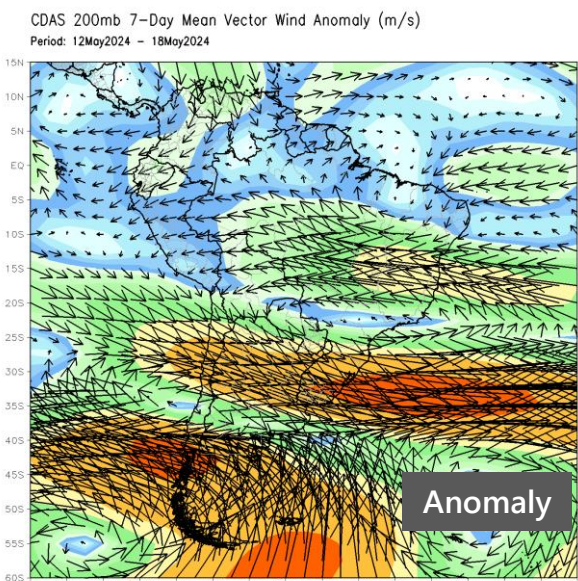 CDAS 200mb 7-Day Mean Vector Wind Anomaly (m/s)
Period: 12May2024 - 18May2024
15N
10N
5N
EQ
5S
10S
15S
20S
25S
30S
35S
40S
45S
50S
55S
60S
Anomaly